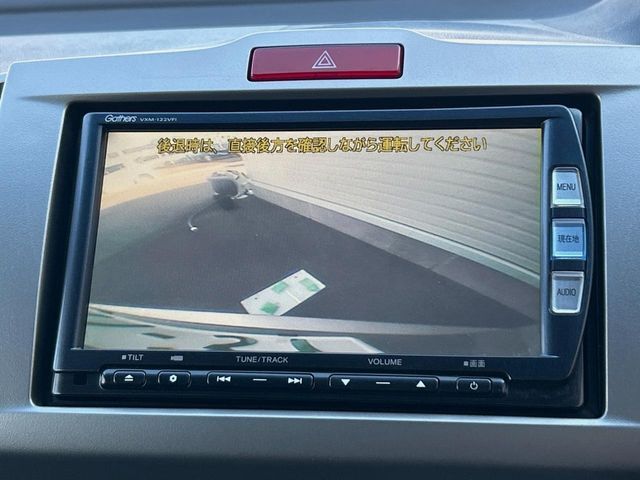 Gathers VXM-122VFi
後退時は、直接後方を確認しながら運転してください
MENU
現在地
AUDIO
■TILT
TUNE/TRACK
VOLUME
■画面